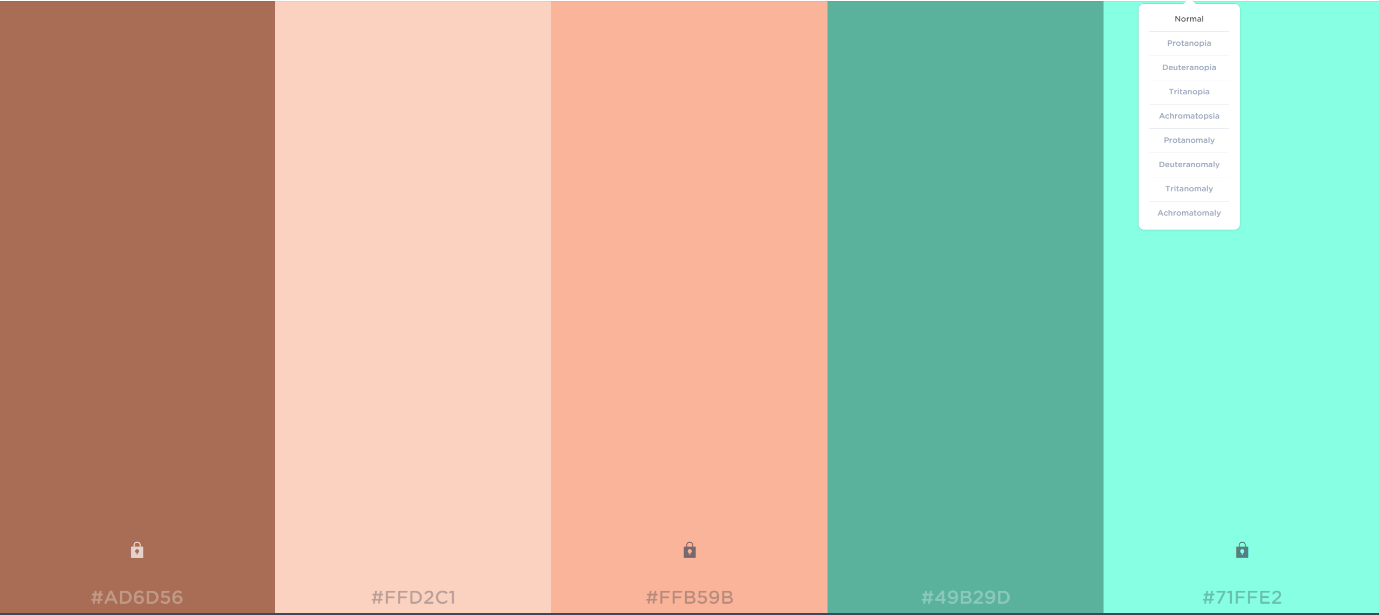 Normal
Protanopia
Deuteranopia
Tritanopia
Achromatopsia
Protanomaly
Deuteranomaly
Tritanomaly
Achromatomaly
#AD6D56
#FFD2C1
#FFB59B
#49B29D
#71FFE2